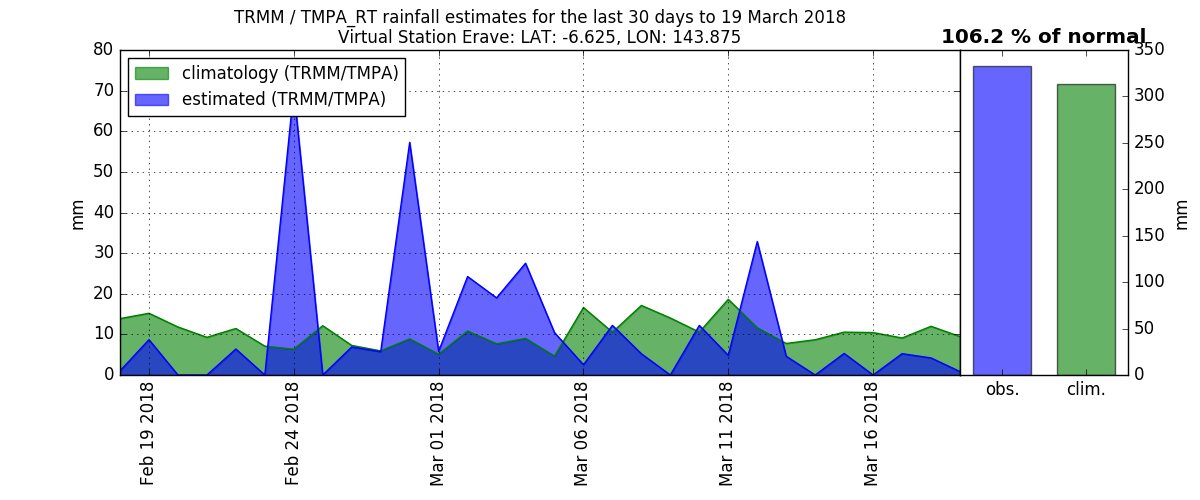 TRMM / TMPA_RT rainfall estimates for the last 30 days to 19 March 2018
Virtual Station Erave: LAT: -6.625, LON: 143.875
106.2 % of normal
climatology (TRMM/TMPA)
estimated (TRMM/TMPA)
mm
80
70
60
50
40
30
20
10
0
Feb 19 2018
Feb 24 2018
Mar 01 2018
Mar 06 2018
Mar 11 2018
Mar 16 2018
obs.
clim.
350
300
250
200
150
100
50
0
mm